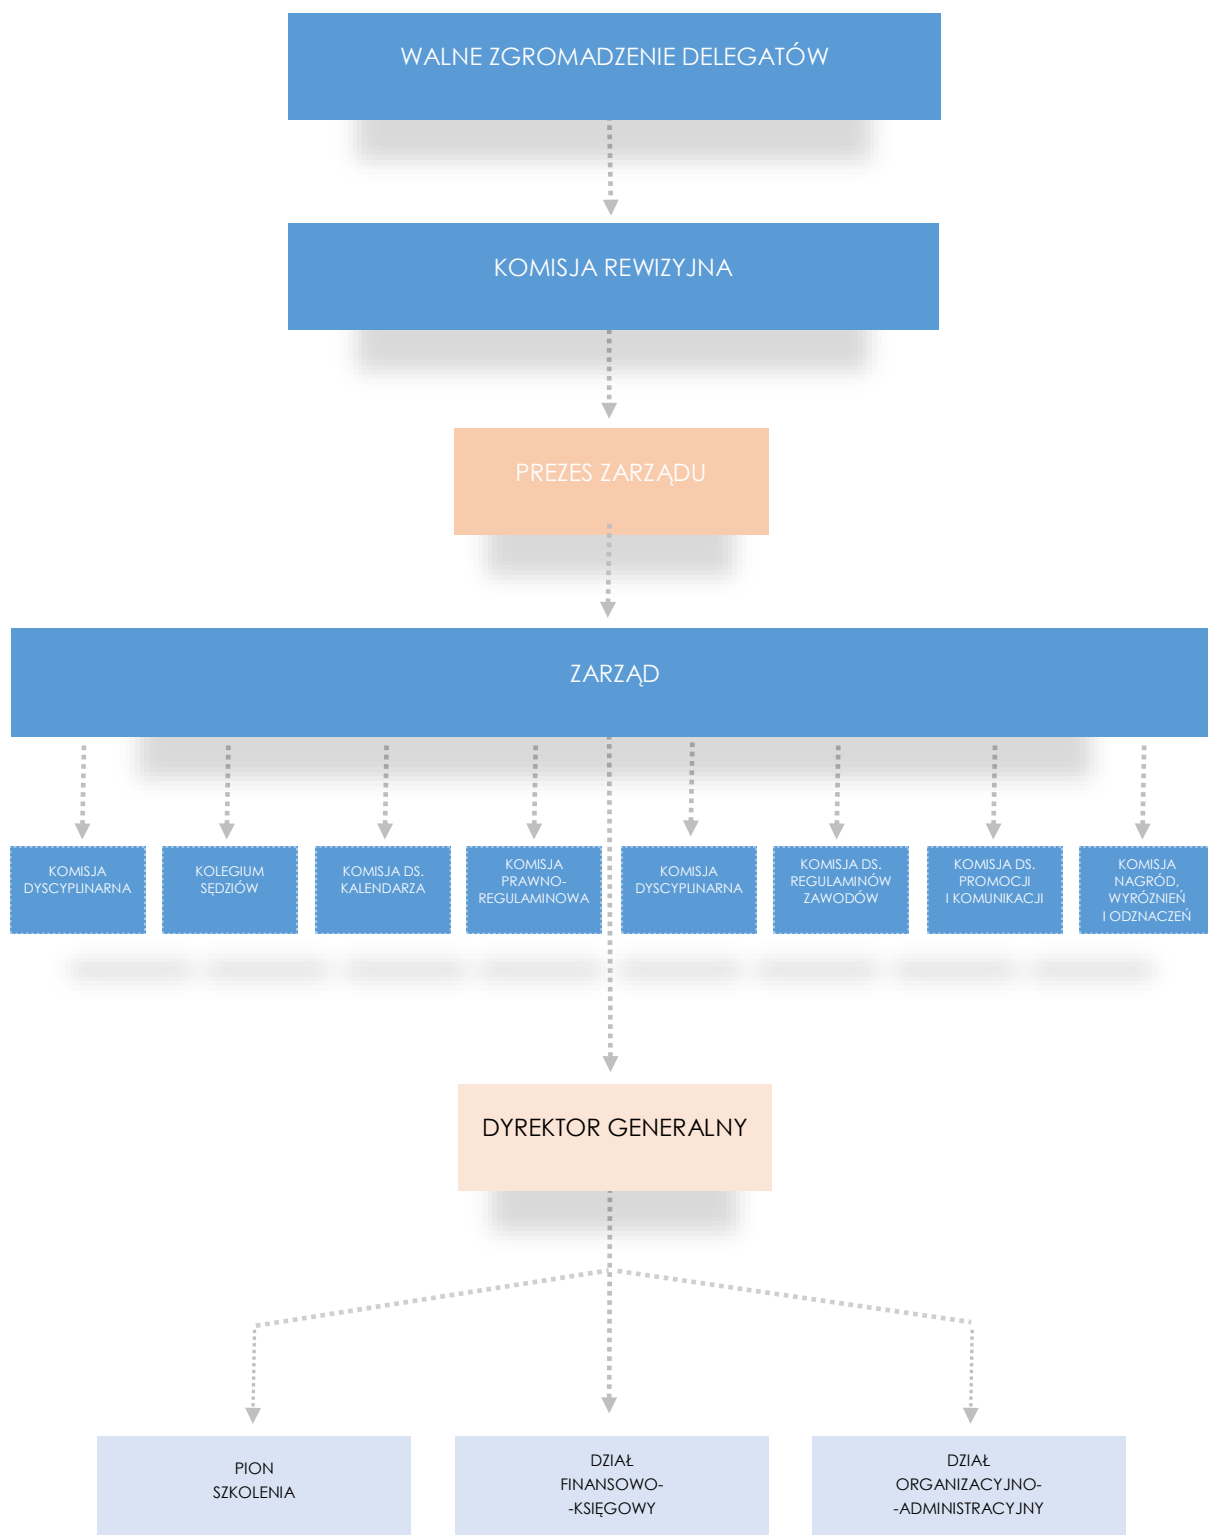 WALNE ZGROMADZENIE DELEGATÓW
KOMISJA REWIZYJNA
PREZES ZARZĄDU
ZARZĄD
KOMISJA
DYSCYPLINARNA
KOLEGIUM
SĘDZIÓW
KOMISJA DS.
KALENDARZA
KOMISJA
PRAWNO-
REGULAMINOWA
KOMISJA
DYSCYPLINARNA
KOMISJA DS.
REGULAMINÓW
ZAWODÓW
KOMISJA DS.
PROMOCJI
I KOMUNIKACJI
KOMISJA
NAGRÓD,
WYRÓZNIEŃ
I ODZNACZEŃ
DYREKTOR GENERALNY
PION
SZKOLENIA
DZIAŁ
FINANSOWO-
-KSIĘGOWY
DZIAŁ
ORGANIZACYJNO-
-ADMINISTRACYJNY